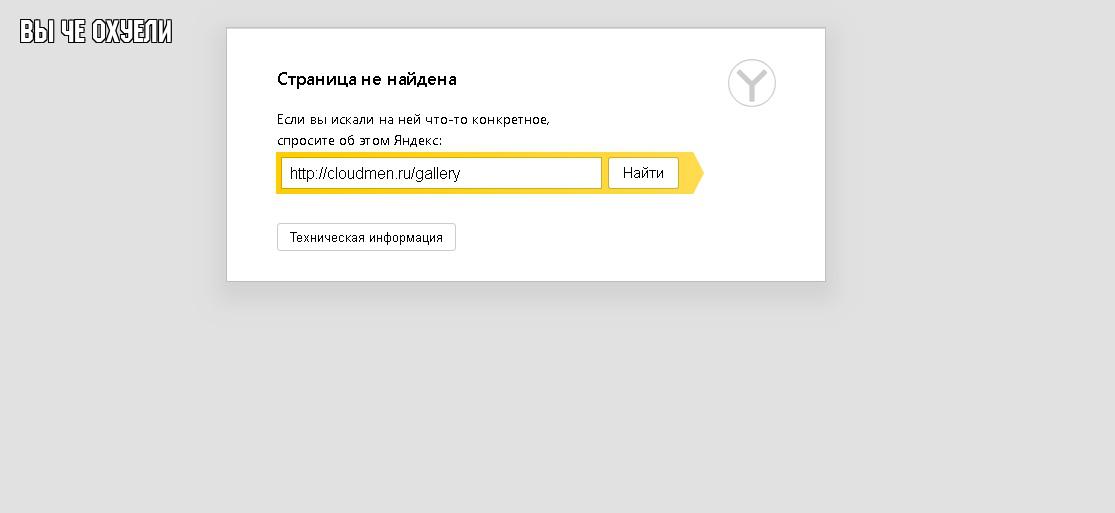 ВЫ ЧЕ ОХУЕЛИ
Страница не найдена
Если вы искали на ней что-то конкретное,
спросите об этом Яндекс:
http://cloudmen.ru/gallery
Найти
Техническая информация